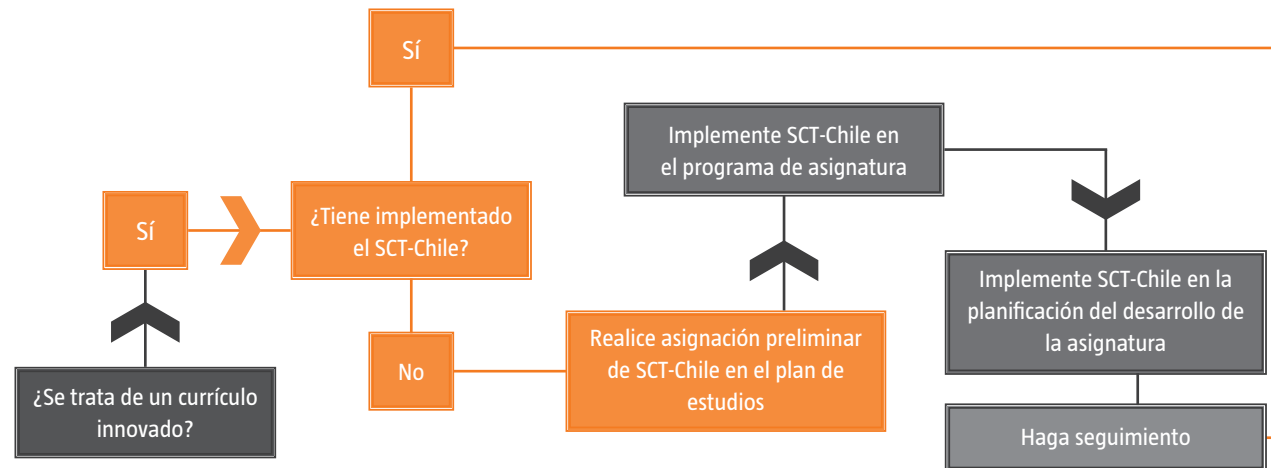 Sí
Implemente SCT-Chile en
el programa de asignatura
Sí
¿Tiene implementado
el SCT-Chile?
Implemente SCT-Chile en la
planificación del desarrollo de
la asignatura
Realice asignación preliminar
de SCT-Chile en el plan de
estudios
No
¿Se trata de un currículo
innovado?
Haga seguimiento